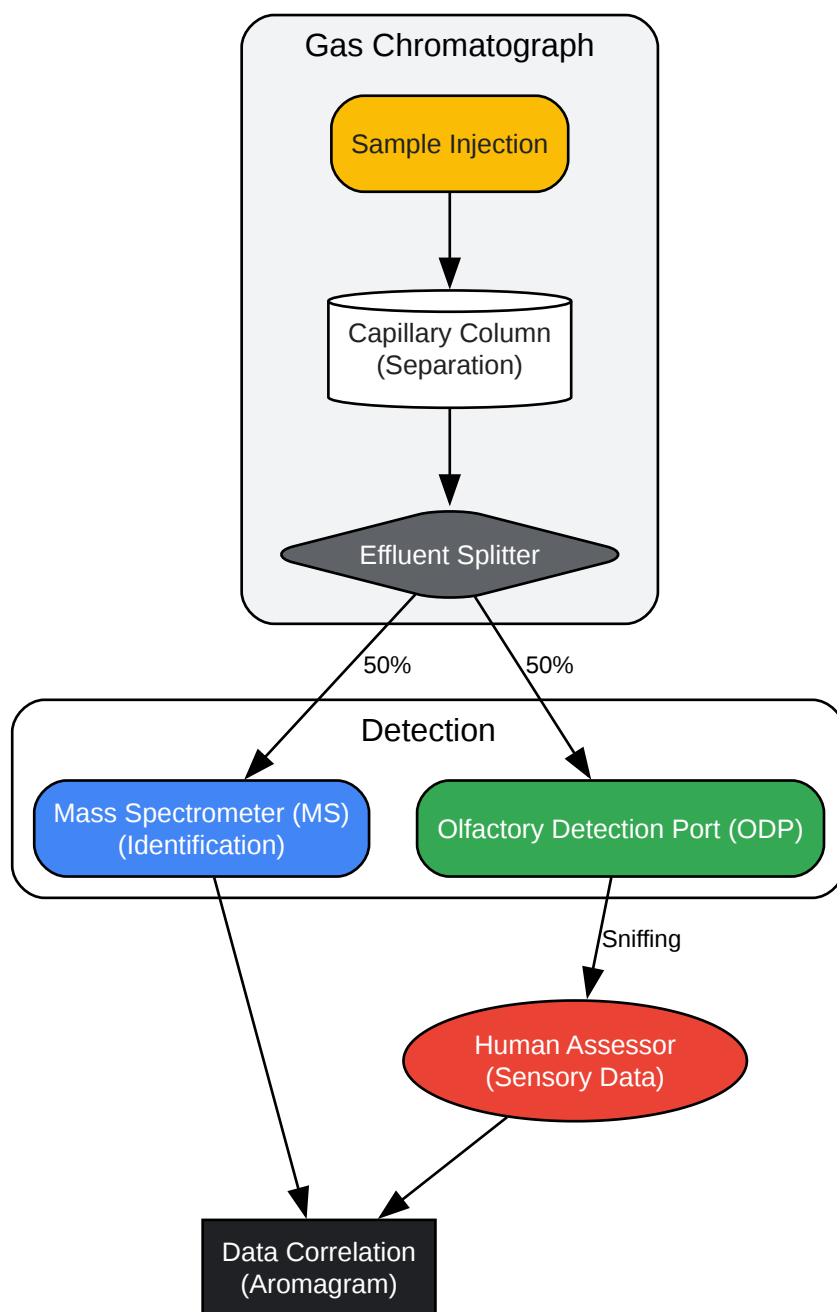 Gas Chromatograph
Sample Injection
Capillary Column
(Separation)
Effluent Splitter
50%
50%
Detection
Mass Spectrometer (MS)
(Identification)
Olfactory Detection Port (ODP)
Sniffing
Human Assessor
(Sensory Data)
Data Correlation
(Aromagram)